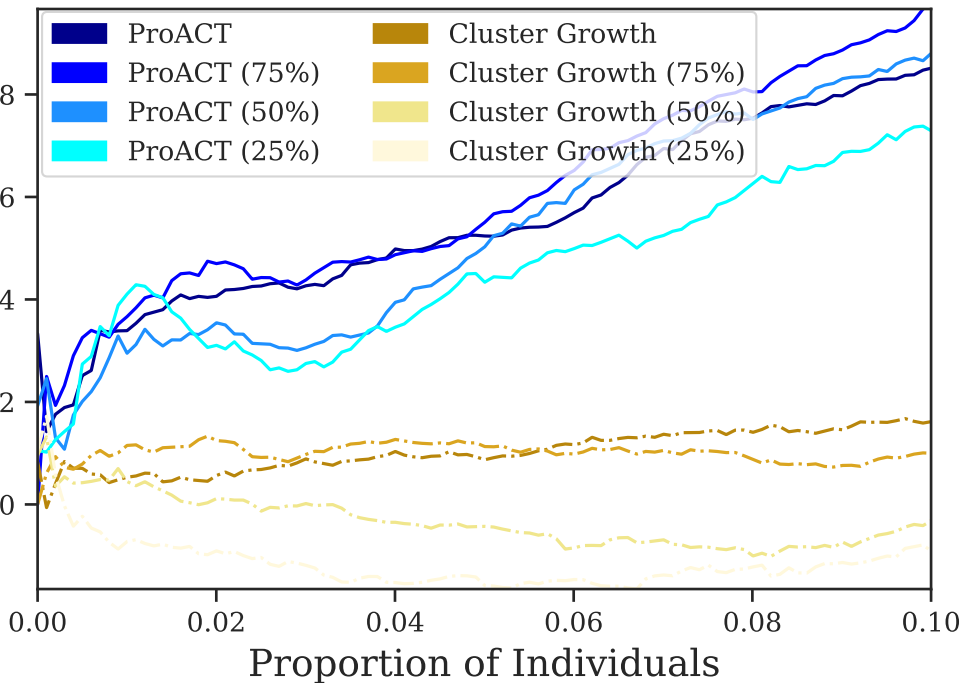 ProACT
ProACT (75%)
ProACT (50%)
ProACT (25%)
Cluster Growth
Cluster Growth (75%)
Cluster Growth (50%)
Cluster Growth (25%)
8
6
4
2
0
0.00 0.02 0.04 0.06 0.08 0.10
Proportion of Individuals